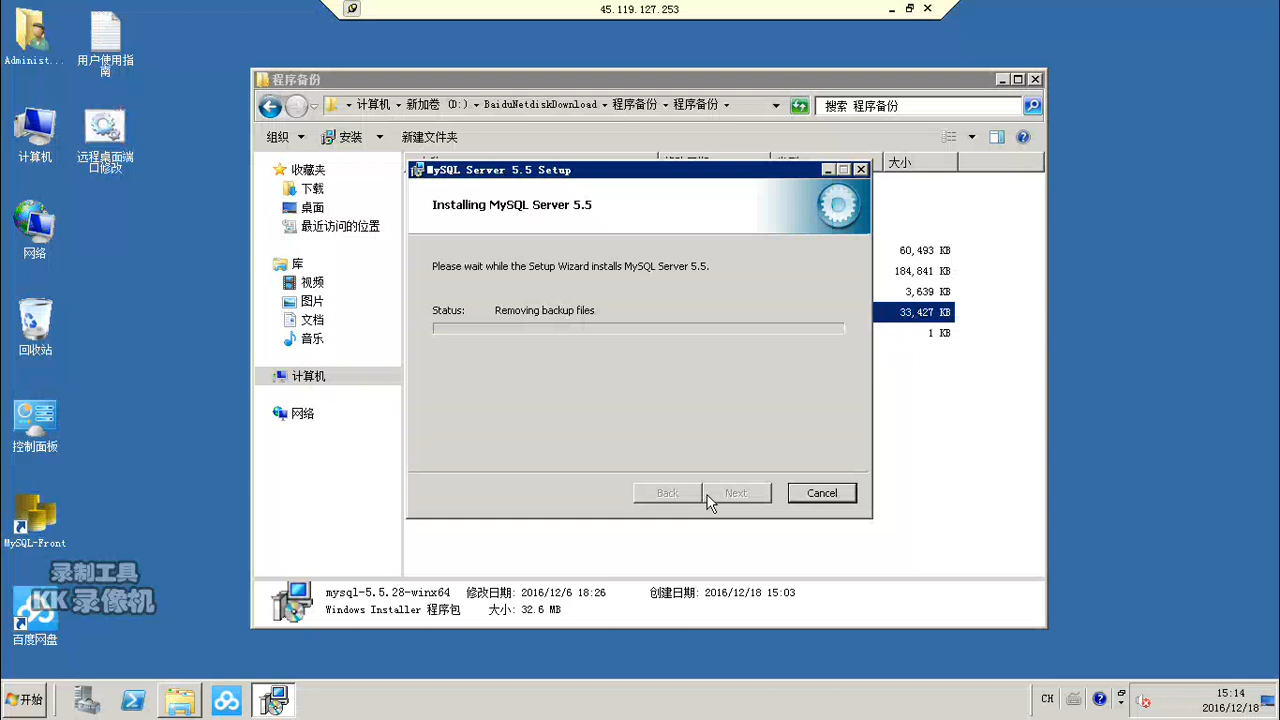 45.119.127.253
Administ...
用户使用指南
计算机
远程桌面端口修改
网络
回收站
控制面板
MySQL-Front
百度网盘
录制工具
KK 录像机
程序备份
计算机 新加卷 (D:) BaiduNetdiskDownload 程序备份 程序备份
搜索 程序备份
组织 安装 新建文件夹
收藏夹
下载
桌面
最近访问的位置
库
视频
图片
文档
音乐
计算机
网络
大小
60,493 KB
184,841 KB
3,639 KB
33,427 KB
1 KB
MySQL Server 5.5 Setup
Installing MySQL Server 5.5
Please wait while the Setup Wizard installs MySQL Server 5.5.
Status: Removing backup files
Back Next Cancel
mysql-5.5.28-winx64 修改日期: 2016/12/6 18:26 创建日期: 2016/12/18 15:03
Windows Installer 程序包 大小: 32.6 MB
开始
CH
15:14
2016/12/18